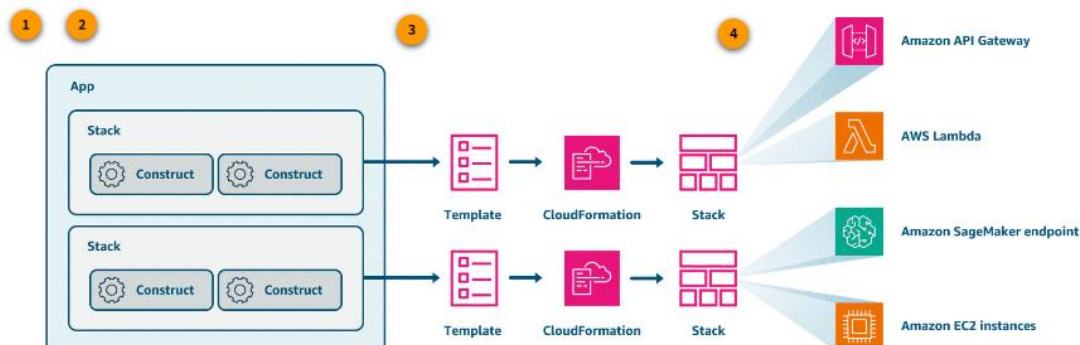 1
2
3
4
App
Stack
Construct
Construct
Template
CloudFormation
Stack
Amazon API Gateway
AWS Lambda
Stack
Construct
Construct
Template
CloudFormation
Stack
Amazon SageMaker endpoint
Amazon EC2 instances